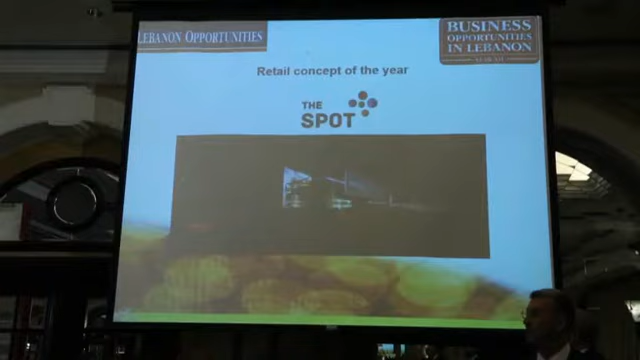 LEBANON OPPORTUNITIES
BUSINESS
OPPORTUNITIES
IN LEBANON
Retail concept of the year
THE
SPOT